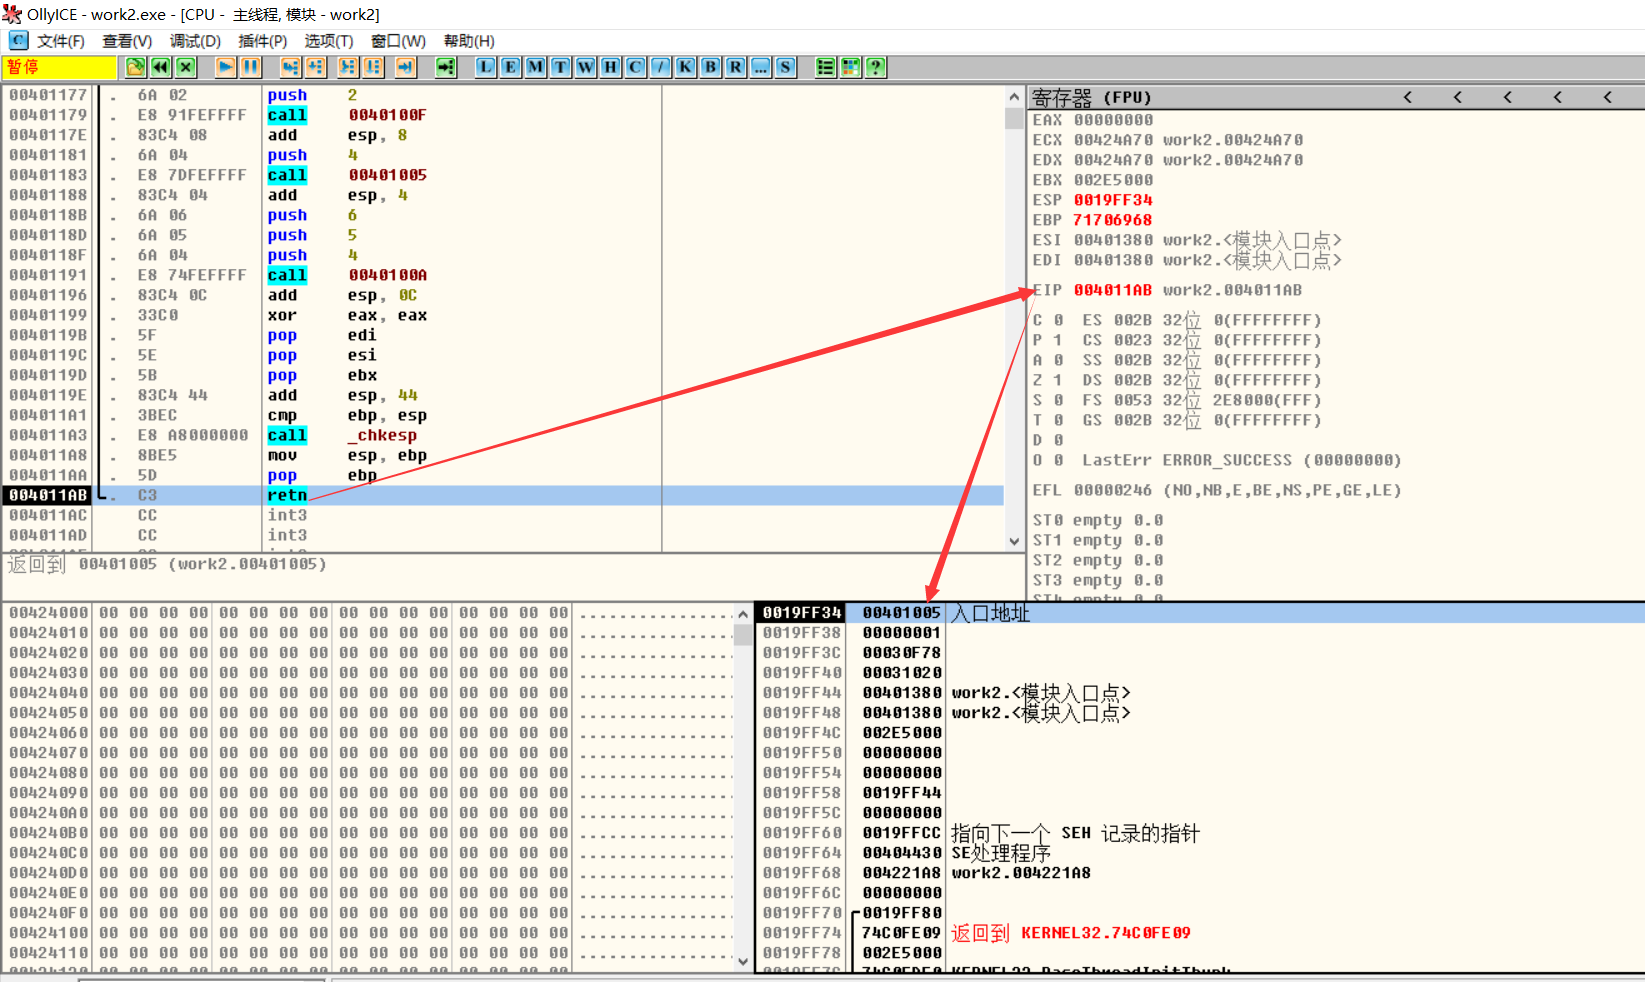 OllyICE - work2.exe - [CPU - 主线程, 模块 - work2]
文件(F) 查看(V) 调试(D) 插件(P) 选项(T) 窗口(W) 帮助(H)
暂停 L E M T W H C / K B R ... S ?
00401177 . 6A 02 push 2
00401179 . E8 91FEFFFF call 0040100F
0040117E . 83C4 08 add esp, 8
00401181 . 6A 04 push 4
00401183 . E8 7DFEFFFF call 00401005
00401188 . 83C4 04 add esp, 4
0040118B . 6A 06 push 6
0040118D . 6A 05 push 5
0040118F . 6A 04 push 4
00401191 . E8 74FEFFFF call 0040100A
00401196 . 83C4 0C add esp, 0C
00401199 . 33C0 xor eax, eax
0040119B . 5F pop edi
0040119C . 5E pop esi
0040119D . 5B pop ebx
0040119E . 83C4 44 add esp, 44
004011A1 . 3BEC cmp ebp, esp
004011A3 . E8 A8000000 call _chkesp
004011A8 . 8BE5 mov esp, ebp
004011AA . 5D pop ebp
004011AB . C3 retn
004011AC CC int3
004011AD CC int3
返回到 00401005 (work2.00401005)
寄存器 (FPU) < < < < <
EAX 00000000
ECX 00424A70 work2.00424A70
EDX 00424A70 work2.00424A70
EBX 002E5000
ESP 0019FF34
EBP 71706968
ESI 00401380 work2.<模块入口点>
EDI 00401380 work2.<模块入口点>
EIP 004011AB work2.004011AB
C 0 ES 002B 32位 0(FFFFFFFF)
P 1 CS 0023 32位 0(FFFFFFFF)
A 0 SS 002B 32位 0(FFFFFFFF)
Z 1 DS 002B 32位 0(FFFFFFFF)
S 0 FS 0053 32位 2E8000(FFF)
T 0 GS 002B 32位 0(FFFFFFFF)
D 0
O 0 LastErr ERROR_SUCCESS (00000000)
EFL 00000246 (NO,NB,E,BE,NS,PE,GE,LE)
ST0 empty 0.0
ST1 empty 0.0
ST2 empty 0.0
ST3 empty 0.0
ST4 empty 0.0
00424000 00 00 00 00 00 00 00 00 00 00 00 00 00 00 00 00 ................
00424010 00 00 00 00 00 00 00 00 00 00 00 00 00 00 00 00 ................
00424020 00 00 00 00 00 00 00 00 00 00 00 00 00 00 00 00 ................
00424030 00 00 00 00 00 00 00 00 00 00 00 00 00 00 00 00 ................
00424040 00 00 00 00 00 00 00 00 00 00 00 00 00 00 00 00 ................
00424050 00 00 00 00 00 00 00 00 00 00 00 00 00 00 00 00 ................
00424060 00 00 00 00 00 00 00 00 00 00 00 00 00 00 00 00 ................
00424070 00 00 00 00 00 00 00 00 00 00 00 00 00 00 00 00 ................
00424080 00 00 00 00 00 00 00 00 00 00 00 00 00 00 00 00 ................
00424090 00 00 00 00 00 00 00 00 00 00 00 00 00 00 00 00 ................
004240A0 00 00 00 00 00 00 00 00 00 00 00 00 00 00 00 00 ................
004240B0 00 00 00 00 00 00 00 00 00 00 00 00 00 00 00 00 ................
004240C0 00 00 00 00 00 00 00 00 00 00 00 00 00 00 00 00 ................
004240D0 00 00 00 00 00 00 00 00 00 00 00 00 00 00 00 00 ................
004240E0 00 00 00 00 00 00 00 00 00 00 00 00 00 00 00 00 ................
004240F0 00 00 00 00 00 00 00 00 00 00 00 00 00 00 00 00 ................
00424100 00 00 00 00 00 00 00 00 00 00 00 00 00 00 00 00 ................
00424110 00 00 00 00 00 00 00 00 00 00 00 00 00 00 00 00 ................
0019FF34 00401005 入口地址
0019FF38 00000001
0019FF3C 00030F78
0019FF40 00031020
0019FF44 00401380 work2.<模块入口点>
0019FF48 00401380 work2.<模块入口点>
0019FF4C 002E5000
0019FF50 00000000
0019FF54 00000000
0019FF58 0019FF44
0019FF5C 00000000
0019FF60 0019FFCC 指向下一个 SEH 记录的指针
0019FF64 00404430 SE处理程序
0019FF68 004221A8 work2.004221A8
0019FF6C 00000000
0019FF70 0019FF80
0019FF74 74C0FE09 返回到 KERNEL32.74C0FE09
0019FF78 002E5000
0019FF7C 74C0FDF0 KERNEL32.BaseThreadInitThunk